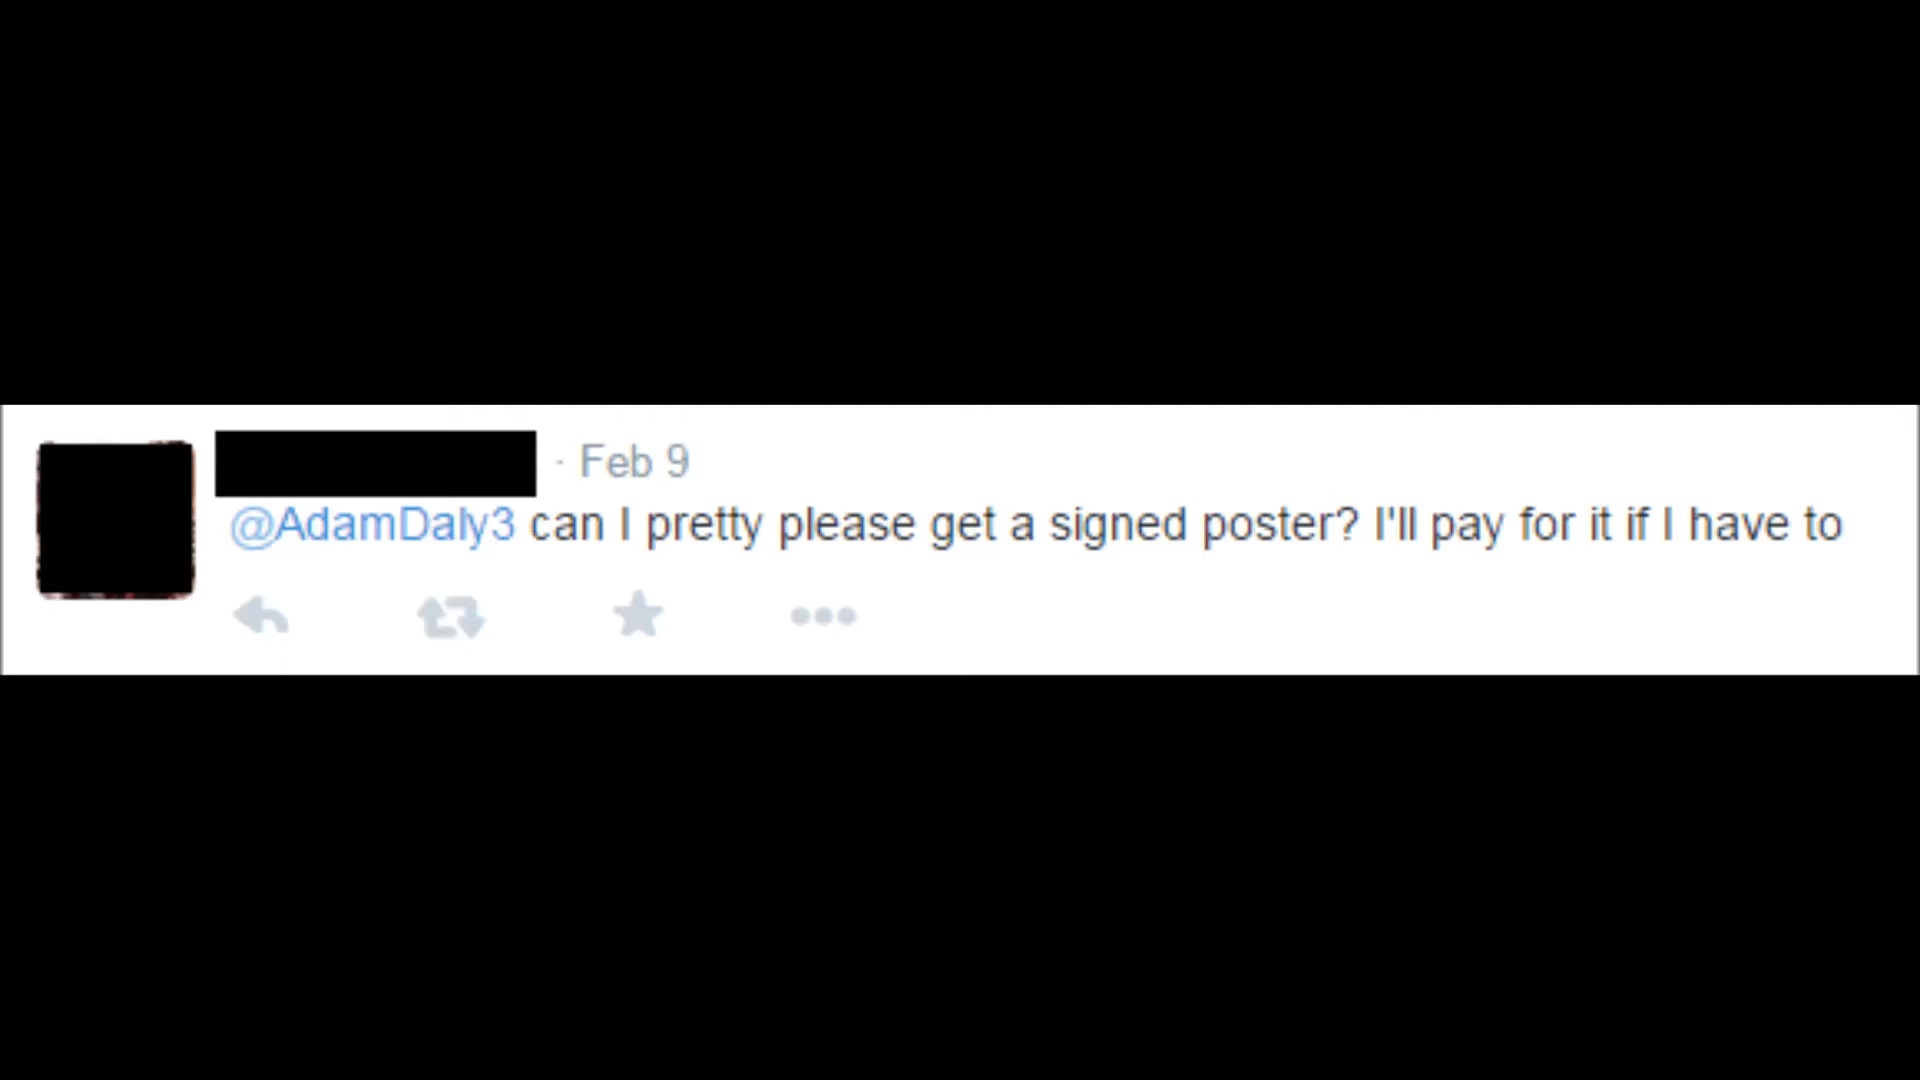 · Feb 9
@AdamDaly3 can I pretty please get a signed poster? I'll pay for it if I have to